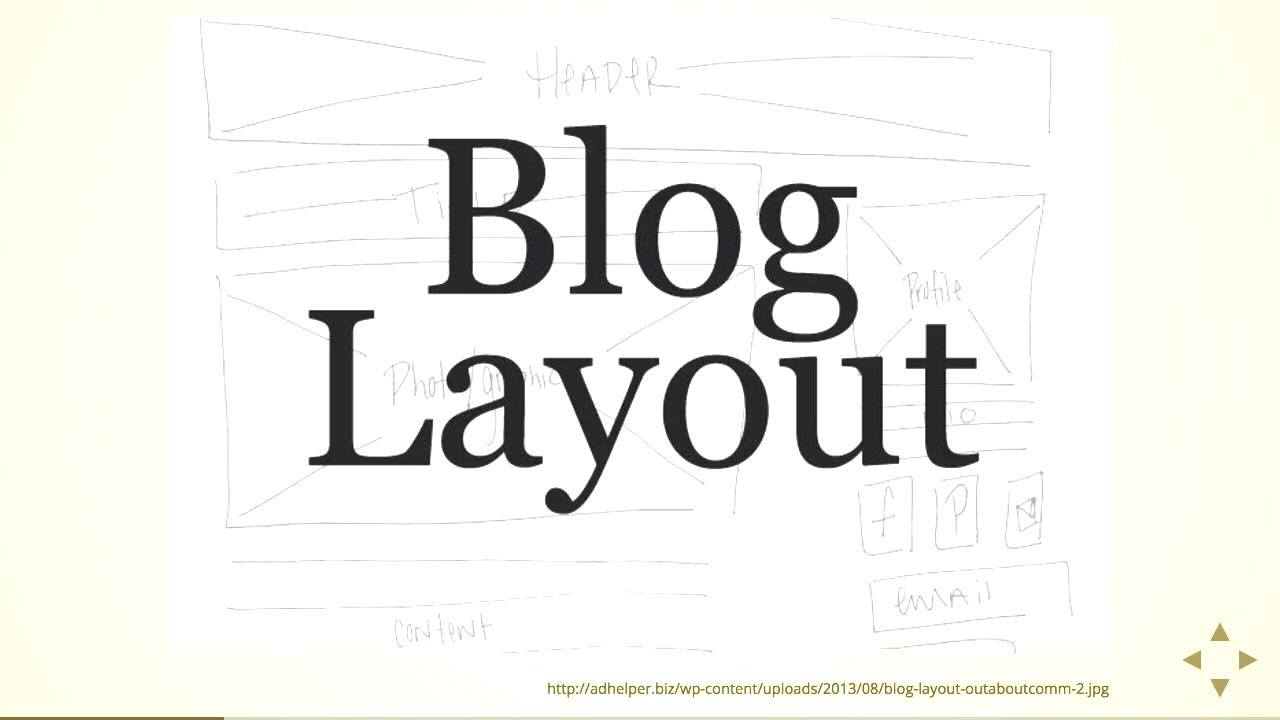 HEADER
Blog
Profile
Layout
f P
email
content
http://adhelper.biz/wp-content/uploads/2013/08/blog-layout-outaboutcomm-2.jpg